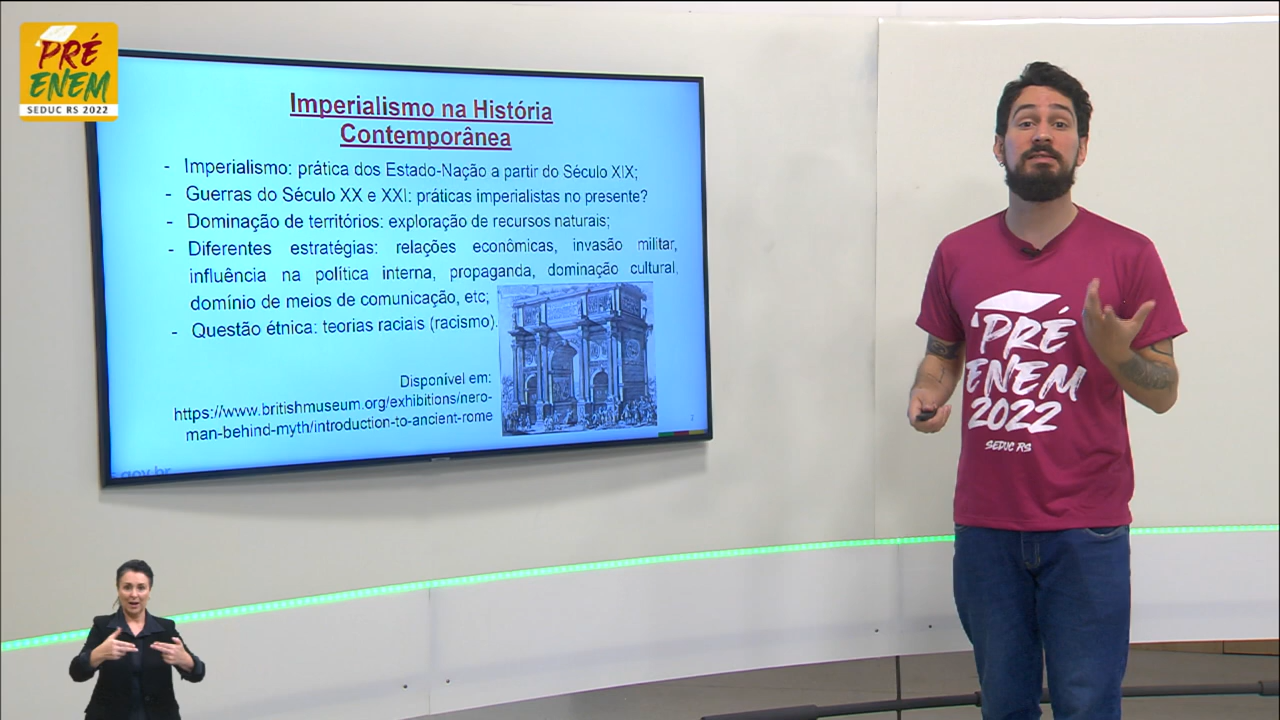 PRÉ
ENEM
SEDUC RS 2022
Imperialismo na História
Contemporânea
- Imperialismo: prática dos Estado-Nação a partir do Século XIX;
- Guerras do Século XX e XXI: práticas imperialistas no presente?
- Dominação de territórios: exploração de recursos naturais;
- Diferentes estratégias: relações econômicas, invasão militar,
influência na política interna, propaganda, dominação cultural,
domínio de meios de comunicação, etc;
- Questão étnica: teorias raciais (racismo).
Disponível em:
https://www.britishmuseum.org/exhibitions/nero-
man-behind-myth/introduction-to-ancient-rome
2
s.gov.br
'PRÉ
ENEM
2022
SEDUC RS